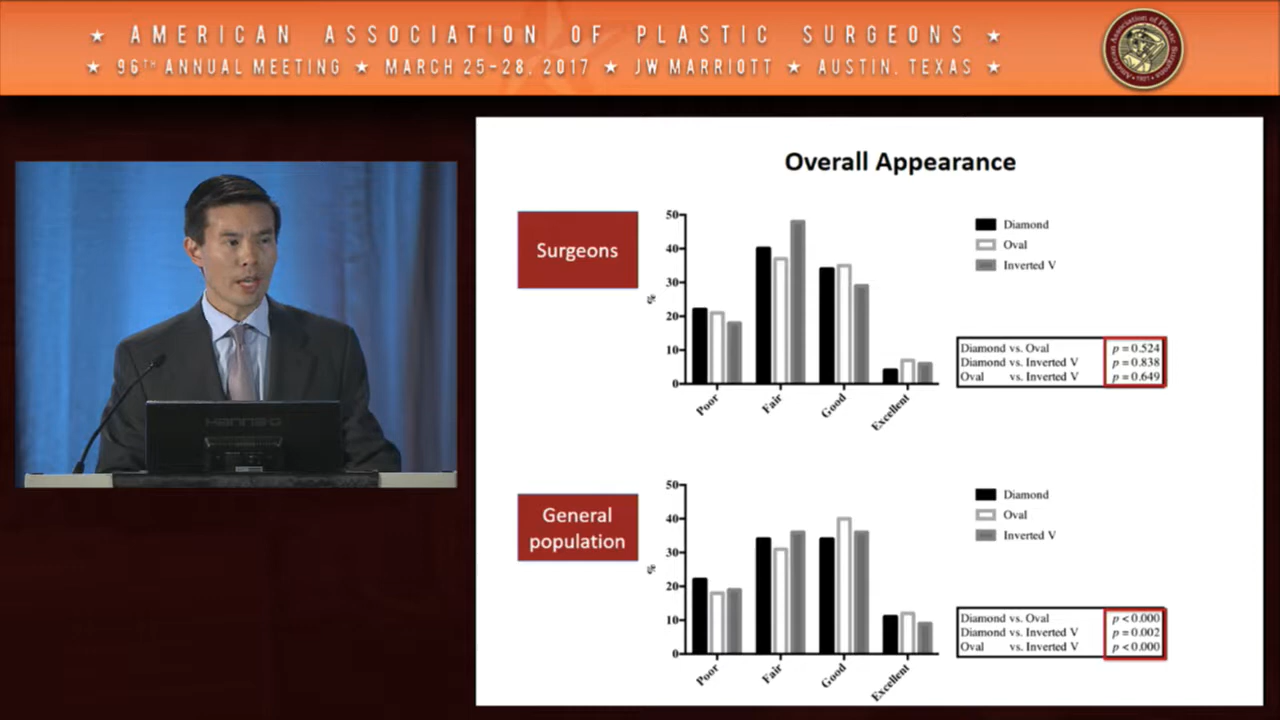 ★ AMERICAN ASSOCIATION OF PLASTIC SURGEONS ★
★ 96TH ANNUAL MEETING ★ MARCH 25-28, 2017 ★ JW MARRIOTT ★ AUSTIN, TEXAS ★
Overall Appearance
Surgeons
50
40
30
20
10
0
%
Poor
Fair
Good
Excellent
Diamond
Oval
Inverted V
Diamond vs. Oval p = 0.524
Diamond vs. Inverted V p = 0.838
Oval vs. Inverted V p = 0.649
General
population
50
40
30
20
10
0
%
Poor
Fair
Good
Excellent
Diamond
Oval
Inverted V
Diamond vs. Oval p < 0.000
Diamond vs. Inverted V p = 0.002
Oval vs. Inverted V p < 0.000